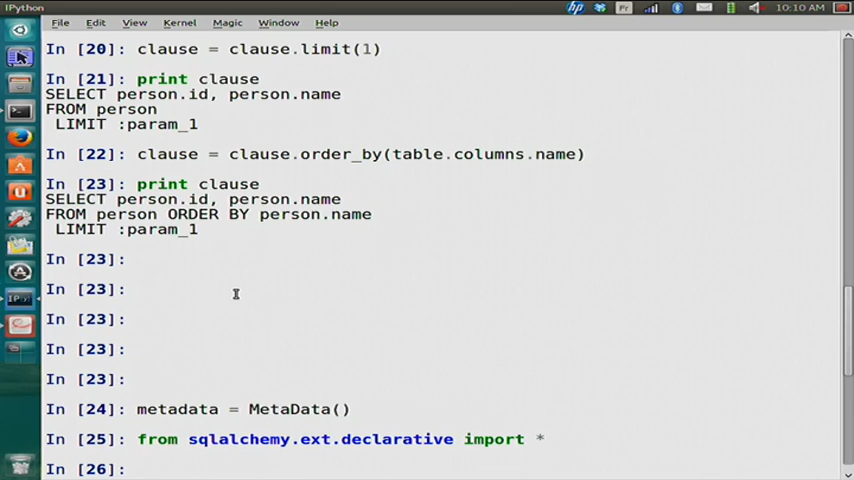 IPython
10:10 AM
File Edit View Kernel Magic Window Help
In [20]: clause = clause.limit(1)
In [21]: print clause
SELECT person.id, person.name
FROM person
LIMIT :param_1
In [22]: clause = clause.order_by(table.columns.name)
In [23]: print clause
SELECT person.id, person.name
FROM person ORDER BY person.name
LIMIT :param_1
In [23]:
In [23]:
In [23]:
In [23]:
In [23]:
In [24]: metadata = MetaData()
In [25]: from sqlalchemy.ext.declarative import *
In [26]: